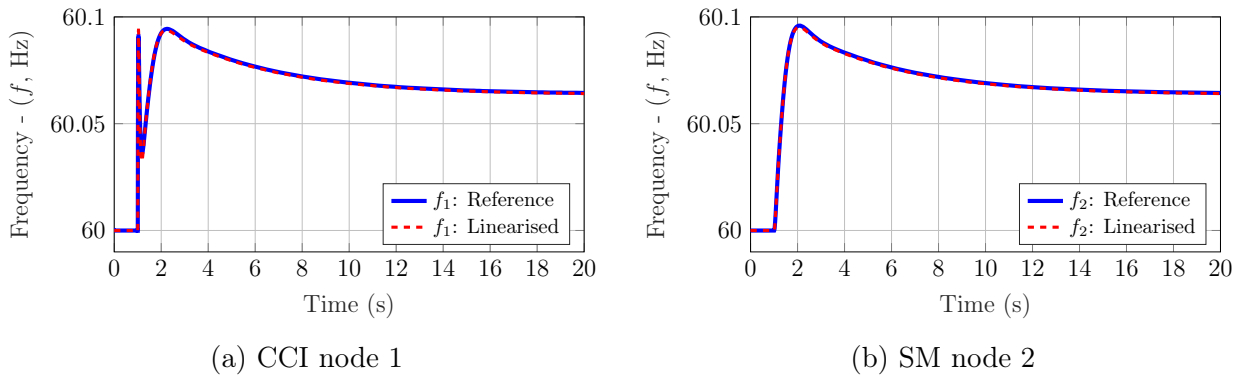 60.1
60.05
60
Frequency - (f, Hz)
0 2 4 6 8 10 12 14 16 18 20
Time (s)
f1: Reference
f1: Linearised
(a) CCI node 1
60.1
60.05
60
Frequency - (f, Hz)
0 2 4 6 8 10 12 14 16 18 20
Time (s)
f2: Reference
f2: Linearised
(b) SM node 2